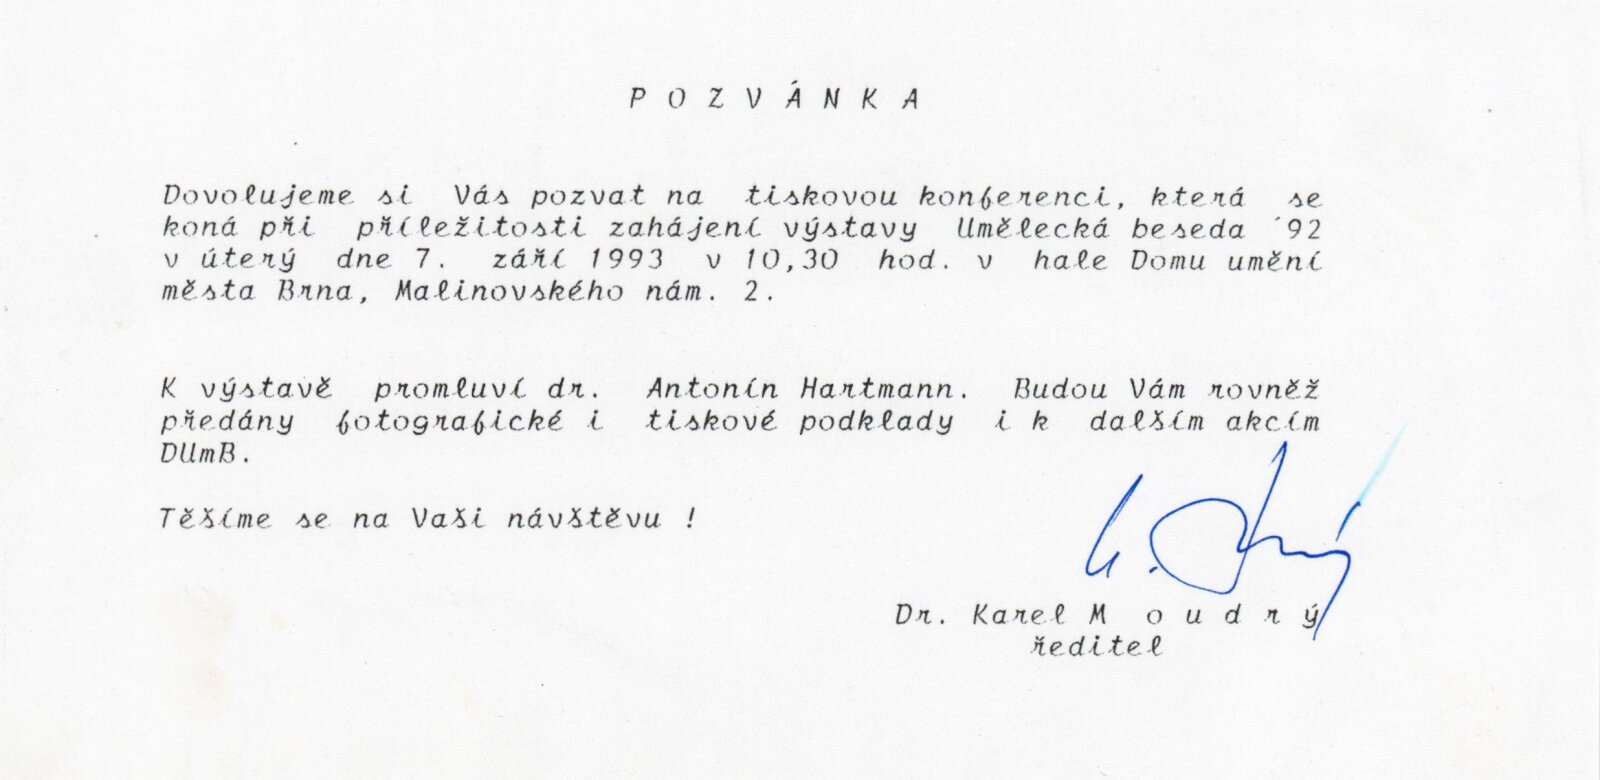 P O Z V Á N K A
Dovolujeme si Vás pozvat na tiskovou konferenci, která se
koná při příležitosti zahájení výstavy Umělecká beseda ´92
v úterý dne 7. září 1993 v 10,30 hod. v hale Domu umění
města Brna, Malinovského nám. 2.
K výstavě promluví dr. Antonín Hartmann. Budou Vám rovněž
předány fotografické i tiskové podklady i k dalším akcím
DUmB.
Těšíme se na Vaši návštěvu !
Dr. Karel M o u d r ý
ředitel